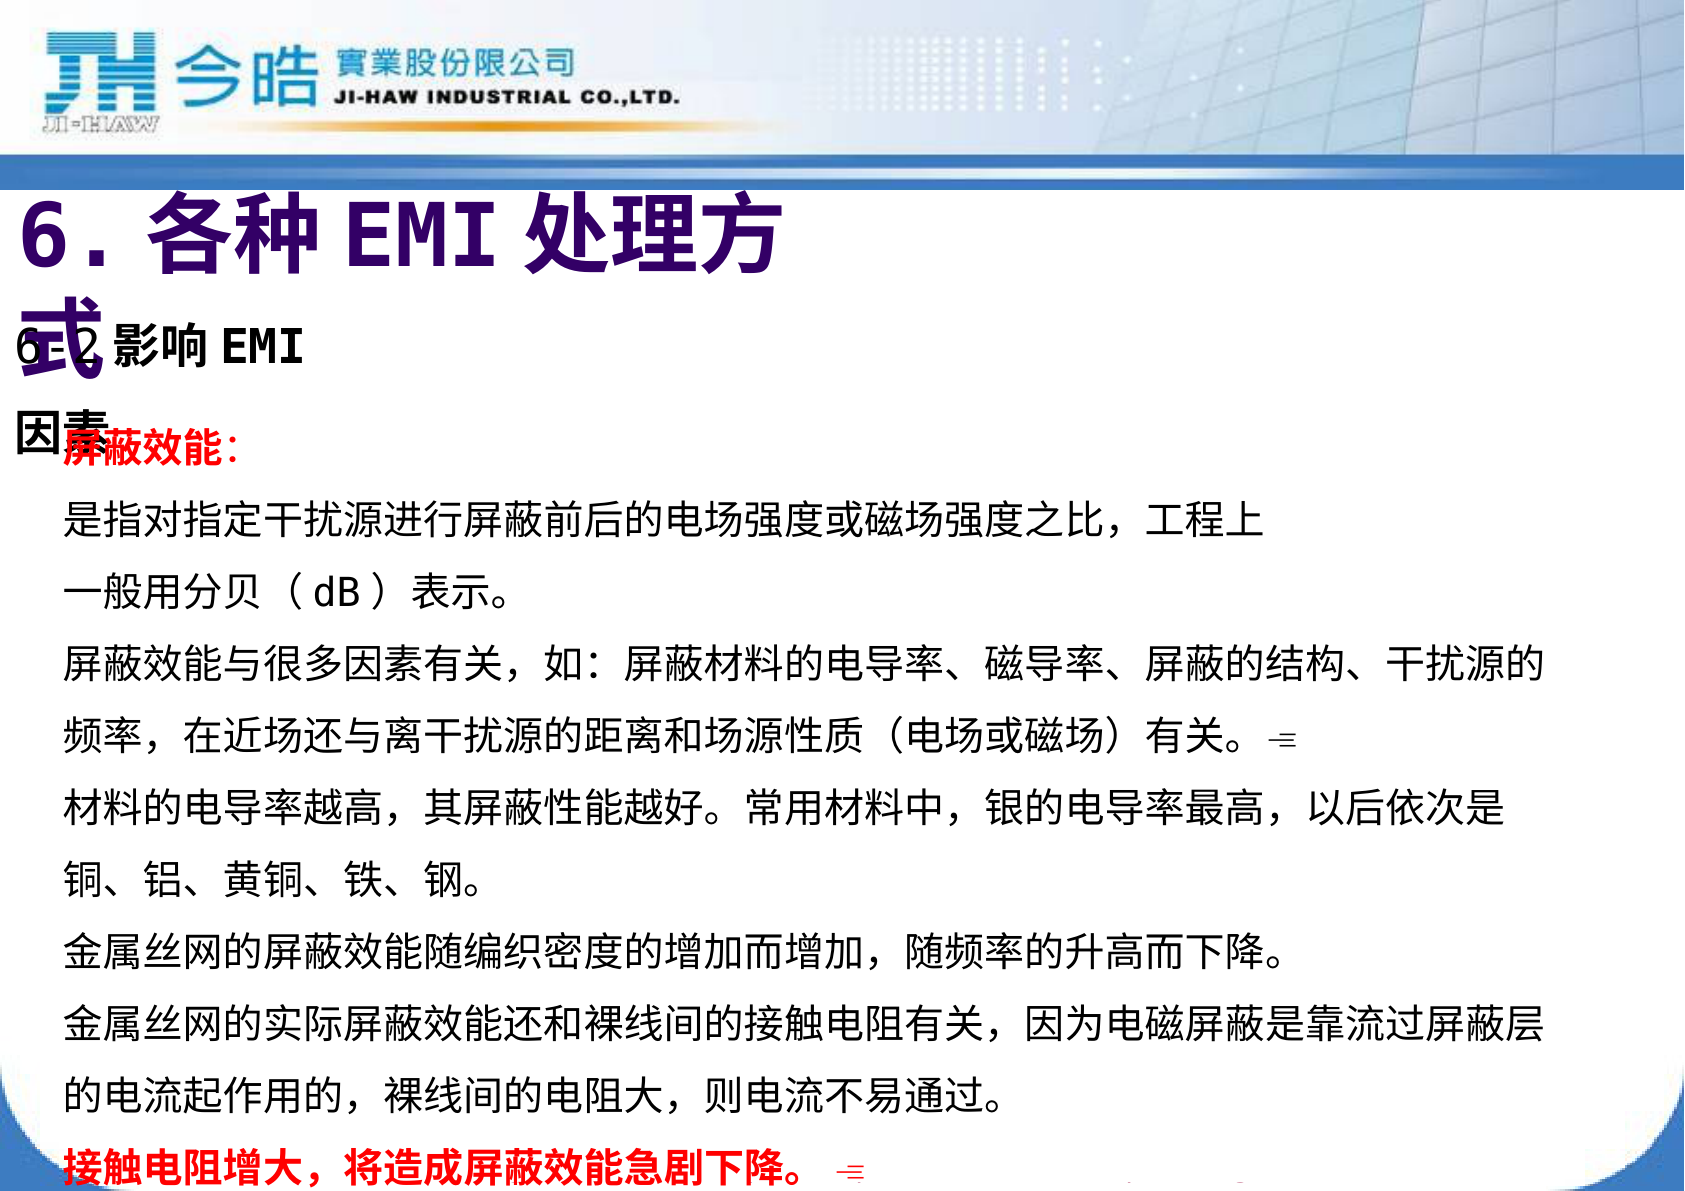 今皓 實業股份限公司
JI-HAW INDUSTRIAL CO.,LTD.
JI-HAW
6.各种EMI处理方
式
6-2影响EMI
因素
屏蔽效能：
是指对指定干扰源进行屏蔽前后的电场强度或磁场强度之比，工程上
一般用分贝（dB）表示。
屏蔽效能与很多因素有关，如：屏蔽材料的电导率、磁导率、屏蔽的结构、干扰源的
频率，在近场还与离干扰源的距离和场源性质（电场或磁场）有关。
材料的电导率越高，其屏蔽性能越好。常用材料中，银的电导率最高，以后依次是
铜、铝、黄铜、铁、钢。
金属丝网的屏蔽效能随编织密度的增加而增加，随频率的升高而下降。
金属丝网的实际屏蔽效能还和裸线间的接触电阻有关，因为电磁屏蔽是靠流过屏蔽层
的电流起作用的，裸线间的电阻大，则电流不易通过。
接触电阻增大，将造成屏蔽效能急剧下降。